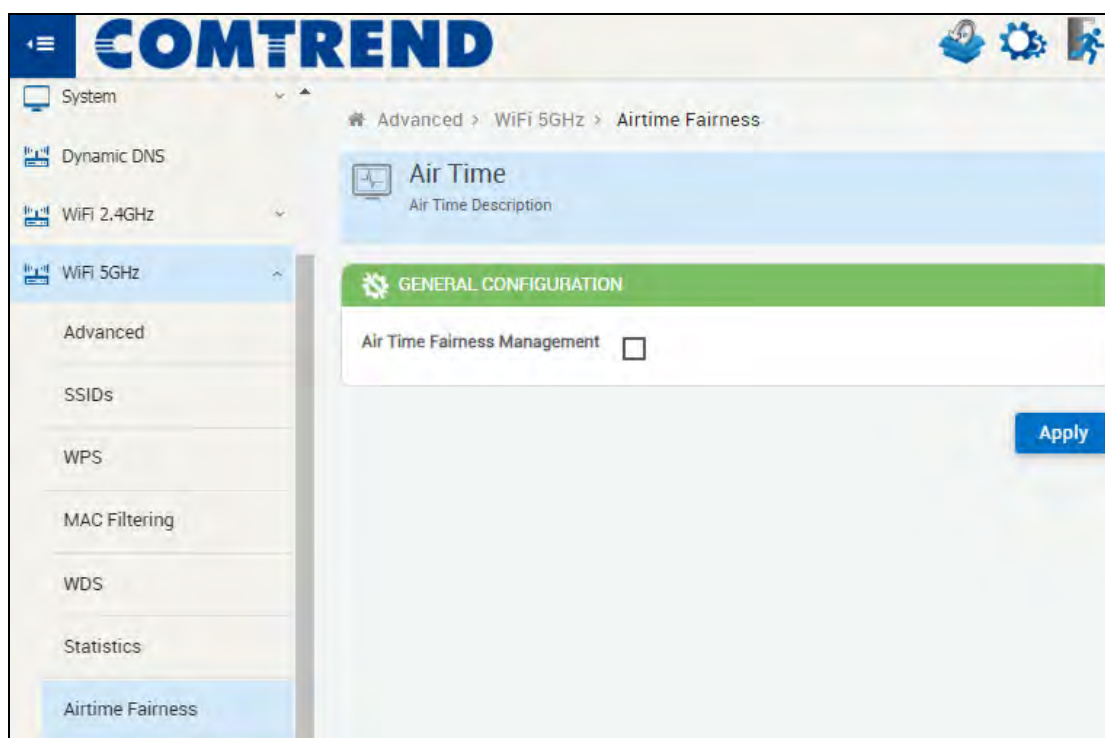 COMTREND
System
Dynamic DNS
WiFi 2.4GHz
WiFi 5GHz
Advanced
SSIDs
WPS
MAC Filtering
WDS
Statistics
Airtime Fairness
Advanced > WiFi 5GHz > Airtime Fairness
Air Time
Air Time Description
GENERAL CONFIGURATION
Air Time Fairness Management
Apply